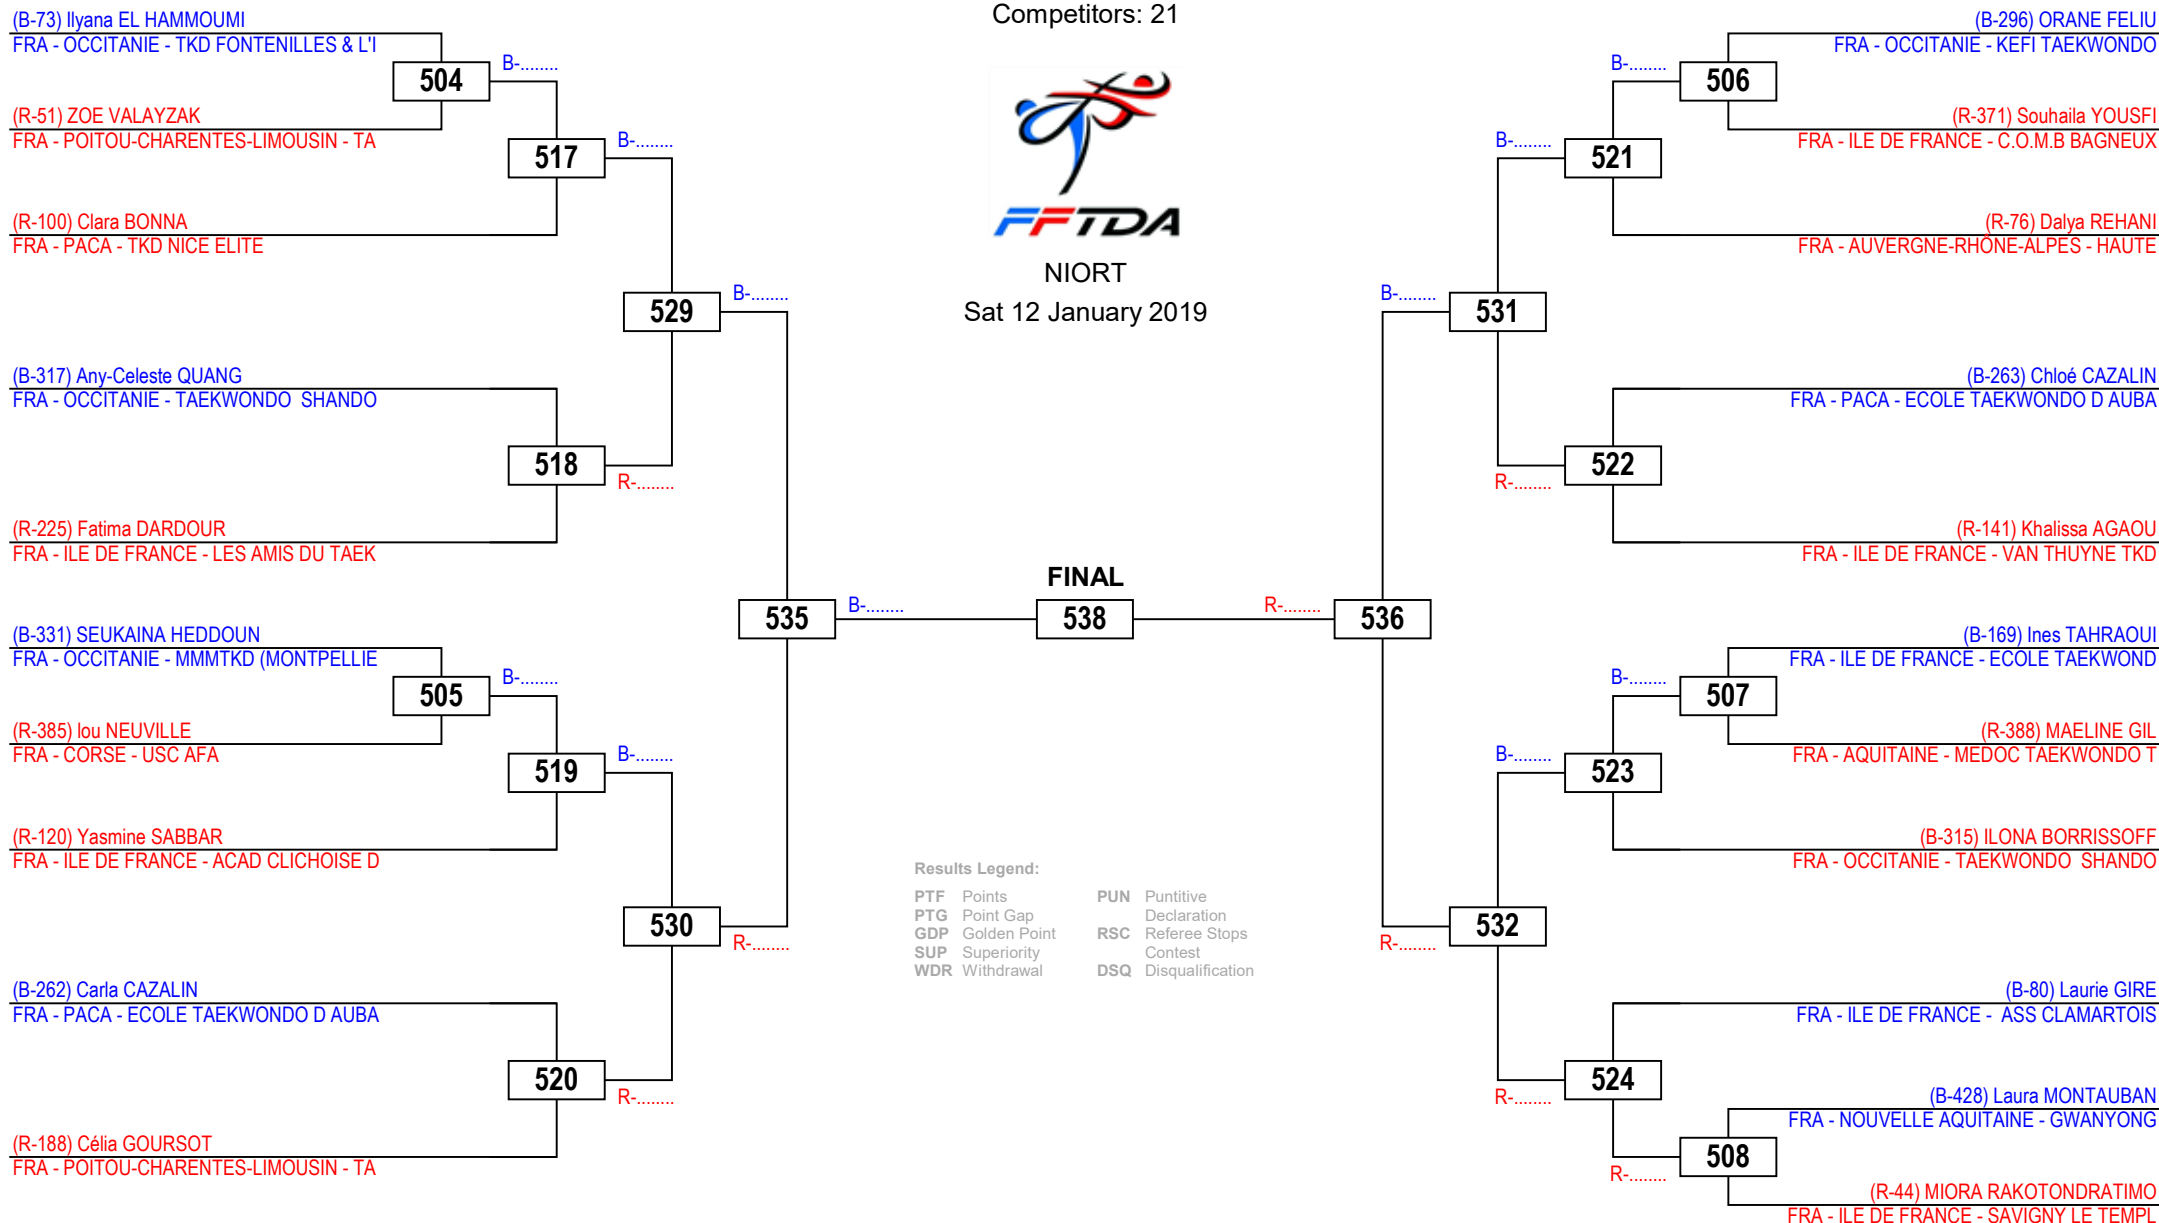 Competitors: 21
FFTDA
NIORT
Sat 12 January 2019
(B-73) Ilyana EL HAMMOUMI
FRA - OCCITANIE - TKD FONTENILLES & L'I
504
B-........
(R-51) ZOE VALAYZAK
FRA - POITOU-CHARENTES-LIMOUSIN - TA
517
B-........
(R-100) Clara BONNA
FRA - PACA - TKD NICE ELITE
529
B-........
(B-317) Any-Celeste QUANG
FRA - OCCITANIE - TAEKWONDO  SHANDO
518
R-........
(R-225) Fatima DARDOUR
FRA - ILE DE FRANCE - LES AMIS DU TAEK
535
B-........
(B-331) SEUKAINA HEDDOUN
FRA - OCCITANIE - MMMTKD (MONTPELLIE
505
B-........
(R-385) lou NEUVILLE
FRA - CORSE - USC AFA
519
B-........
(R-120) Yasmine SABBAR
FRA - ILE DE FRANCE - ACAD CLICHOISE D
530
R-........
(B-262) Carla CAZALIN
FRA - PACA - ECOLE TAEKWONDO D AUBA
520
R-........
(R-188) Célia GOURSOT
FRA - POITOU-CHARENTES-LIMOUSIN - TA
FINAL
538
(B-296) ORANE FELIU
FRA - OCCITANIE - KEFI TAEKWONDO
B-........
506
(R-371) Souhaila YOUSFI
FRA - ILE DE FRANCE - C.O.M.B BAGNEUX
B-........
521
(R-76) Dalya REHANI
FRA - AUVERGNE-RHÔNE-ALPES - HAUTE
B-........
531
(B-263) Chloé CAZALIN
FRA - PACA - ECOLE TAEKWONDO D AUBA
522
R-........
(R-141) Khalissa AGAOU
FRA - ILE DE FRANCE - VAN THUYNE TKD
R-........
536
(B-169) Ines TAHRAOUI
FRA - ILE DE FRANCE - ECOLE TAEKWOND
B-........
507
(R-388) MAELINE GIL
FRA - AQUITAINE - MEDOC TAEKWONDO T
B-........
523
(B-315) ILONA BORRISSOFF
FRA - OCCITANIE - TAEKWONDO  SHANDO
532
R-........
(B-80) Laurie GIRE
FRA - ILE DE FRANCE -  ASS CLAMARTOIS
524
R-........
(B-428) Laura MONTAUBAN
FRA - NOUVELLE AQUITAINE - GWANYONG
508
R-........
(R-44) MIORA RAKOTONDRATIMO
FRA - ILE DE FRANCE - SAVIGNY LE TEMPL
Results Legend:
PTF Points
PTG Point Gap
GDP Golden Point
SUP Superiority
WDR Withdrawal
PUN Puntitive
Declaration
RSC Referee Stops
Contest
DSQ Disqualification